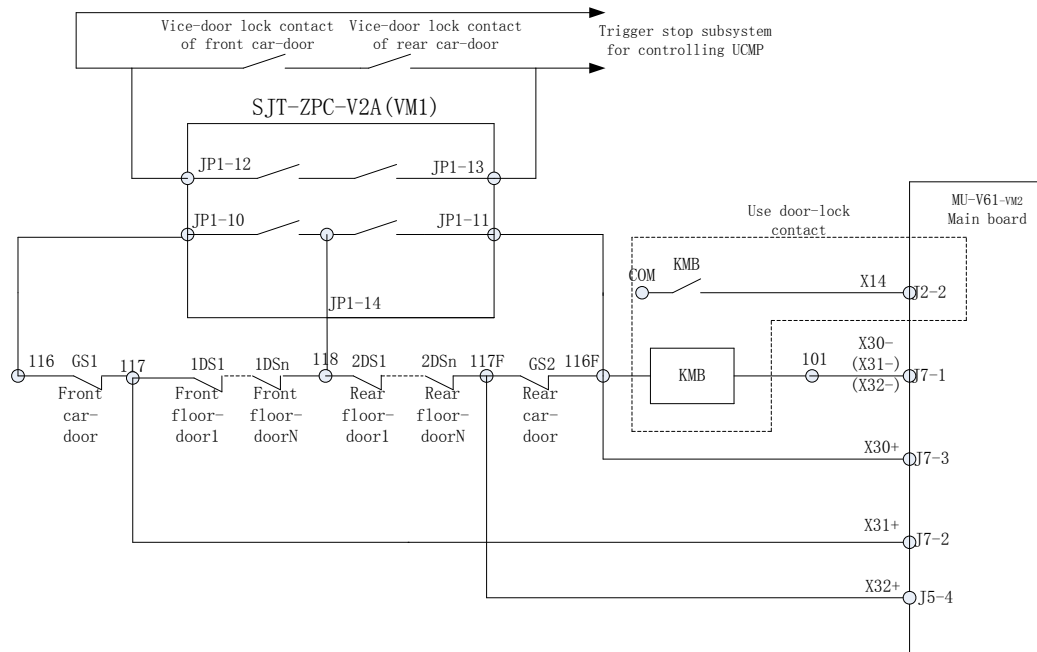 Vice-door lock contact
of front car-door
Vice-door lock contact
of rear car-door
Trigger stop subsystem
for controlling UCMP
SJT-ZPC-V2A(VM1)
JP1-12
JP1-13
JP1-10
JP1-11
JP1-14
Use door-lock
contact
MU-V61-VM2
Main board
COM
KMB
X14
J2-2
116
GS1
117
1DS1
1DSn
118
2DS1
2DSn
117F
GS2
116F
KMB
101
X30-
(X31-)
(X32-)
J7-1
Front
car-
door
Front
floor-
door1
Front
floor-
doorN
Rear
floor-
door1
Rear
floor-
doorN
Rear
car-
door
X30+
J7-3
X31+
J7-2
X32+
J5-4